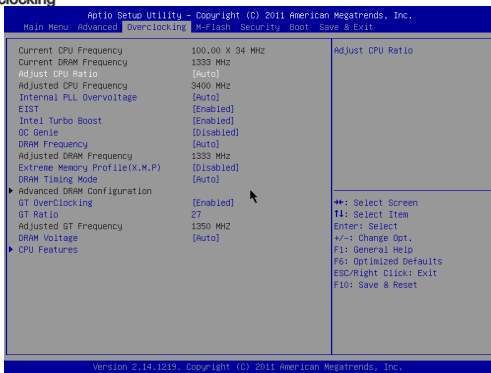 clocking
Aptio Setup Utility – Copyright (C) 2011 American Megatrends, Inc.
Main Menu Advanced Overclocking M-Flash Security Boot Save & Exit
Current CPU Frequency 100.00 X 34 MHz
Current DRAM Frequency 1333 MHz
Adjust CPU Ratio [Auto]
Adjusted CPU Frequency 3400 MHz
Internal PLL Overvoltage [Auto]
EIST [Enabled]
Intel Turbo Boost [Enabled]
OC Genie [Disabled]
DRAM Frequency [Auto]
Adjusted DRAM Frequency 1333 MHz
Extreme Memory Profile(X.M.P) [Disabled]
DRAM Timing Mode [Auto]
Advanced DRAM Configuration
GT OverClocking [Enabled]
GT Ratio 27
Adjusted GT Frequency 1350 MHZ
DRAM Voltage [Auto]
CPU Features
Adjust CPU Ratio
→←: Select Screen
↑↓: Select Item
Enter: Select
+/-: Change Opt.
F1: General Help
F6: Optimized Defaults
ESC/Right Click: Exit
F10: Save & Reset
Version 2.14.1219. Copyright (C) 2011 American Megatrends, Inc.